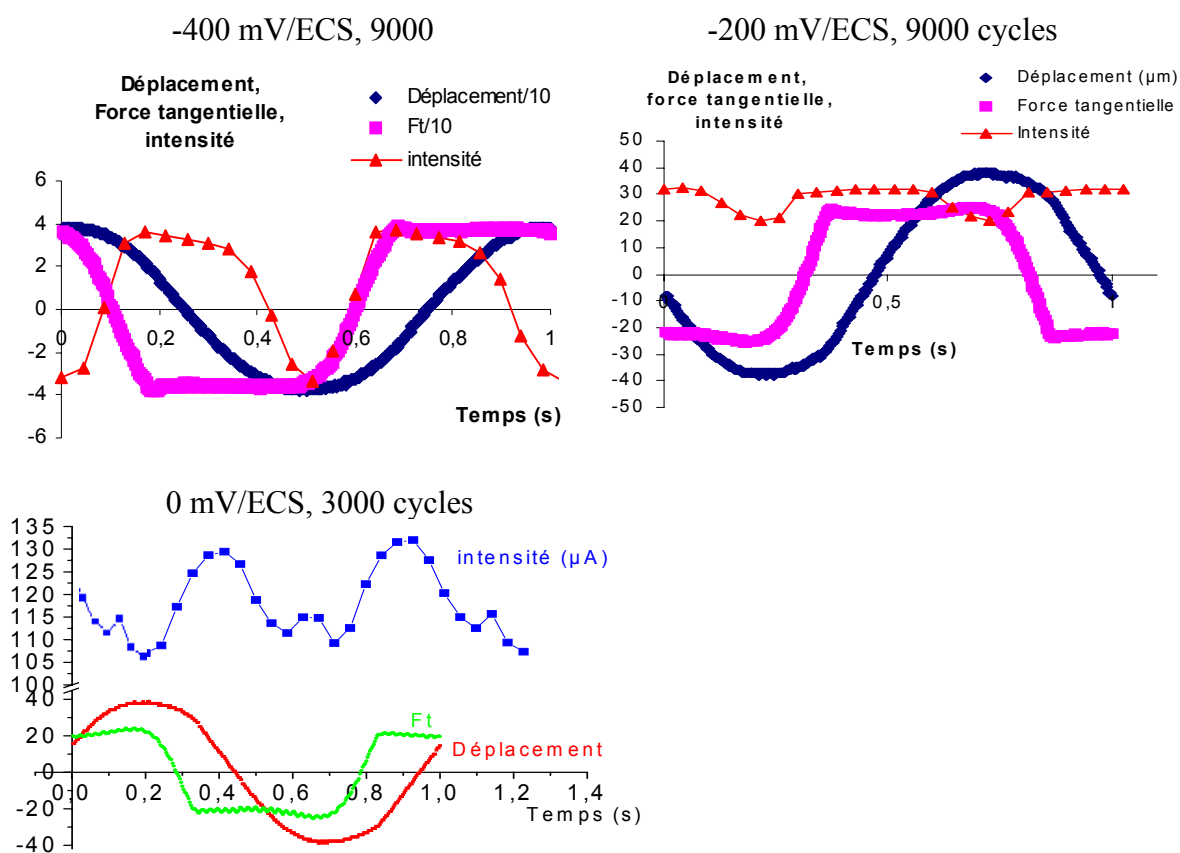 -400 mV/ECS, 9000
Déplacement,
Force tangentielle,
intensité
Déplacement/10
Ft/10
intensité
6
4
2
0
-2
-4
-6
0
0,2
0,4
0,6
0,8
1
Temps (s)
-200 mV/ECS, 9000 cycles
Déplacement,
force tangentielle,
intensité
Déplacement (µm)
Force tangentielle
Intensité
50
40
30
20
10
0
-10
-20
-30
-40
-50
0
0,5
1
Temps (s)
0 mV/ECS, 3000 cycles
135
130
125
120
115
110
105
100
intensité (µA)
40
20
0
-20
-40
Ft
Déplacement
0,0
0,2
0,4
0,6
0,8
1,0
1,2
1,4
Temps (s)